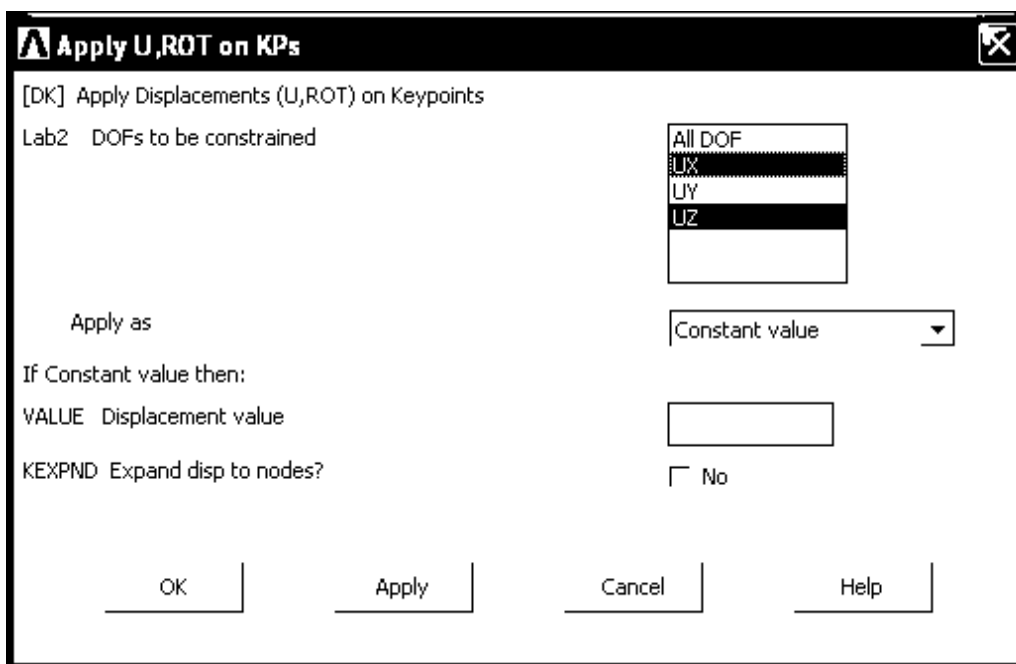 Apply U,ROT on KPs
[DK] Apply Displacements (U,ROT) on Keypoints
Lab2 DOFs to be constrained
All DOF
UX
UY
UZ
Apply as
Constant value
If Constant value then:
VALUE Displacement value
KEXPND Expand disp to nodes?
No
OK
Apply
Cancel
Help